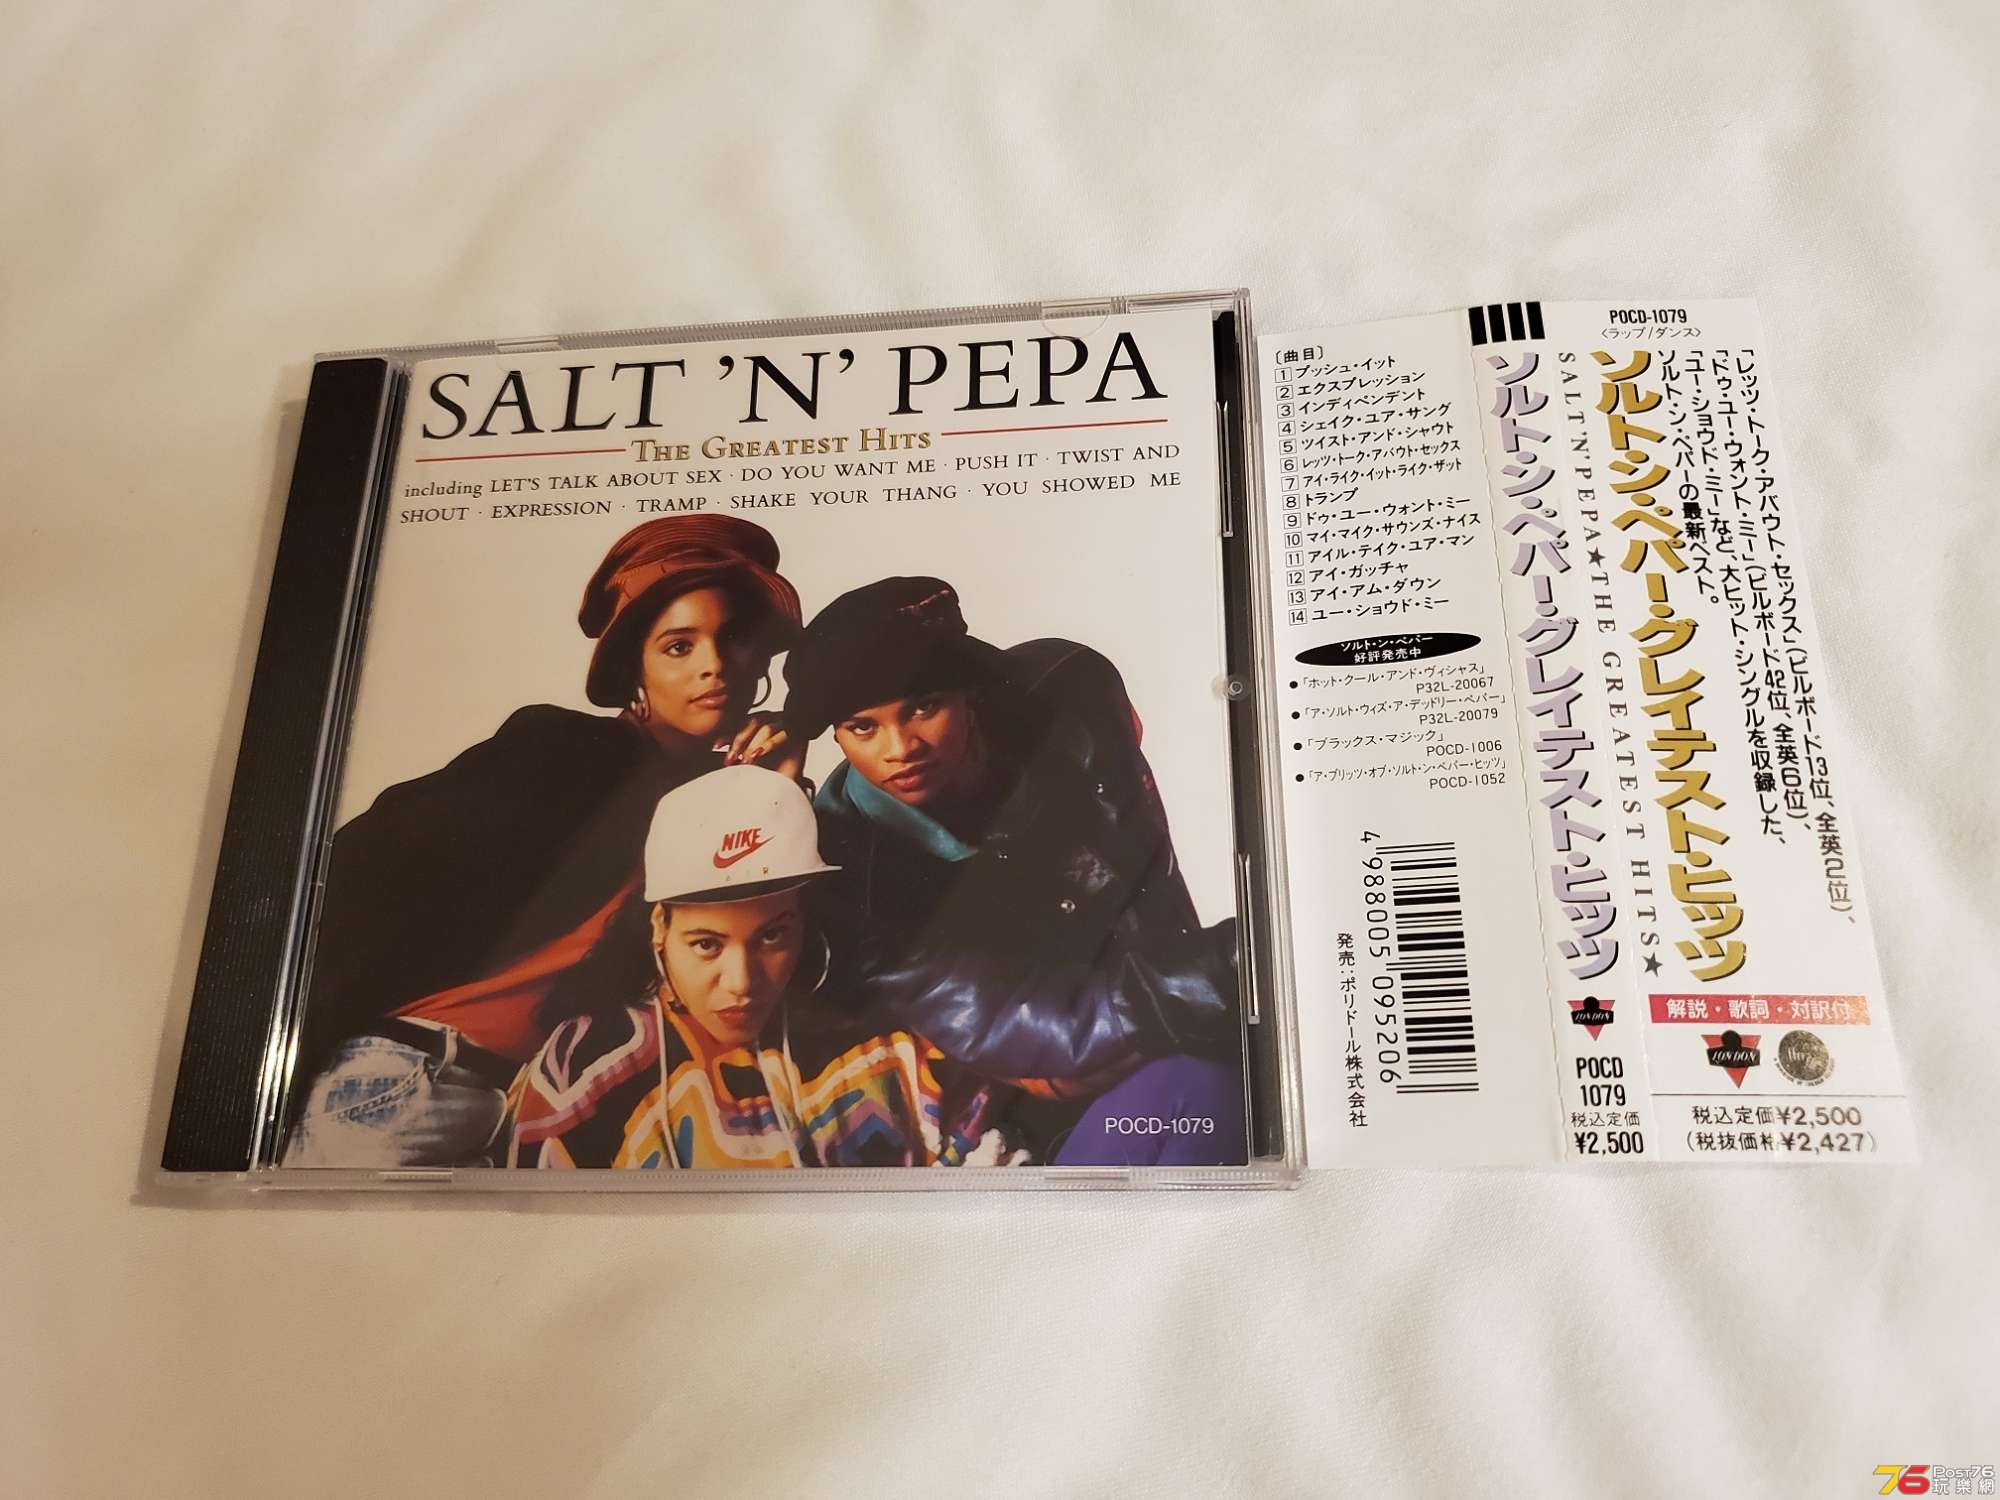 SALT 'N' PEPA
THE GREATEST HITS
including LET'S TALK ABOUT SEX · DO YOU WANT ME · PUSH IT · TWIST AND
SHOUT · EXPRESSION · TRAMP · SHAKE YOUR THANG · YOU SHOWED ME
NIKE
AIR
POCD-1079
〔曲目〕
1 プッシュ・イット
2 エクスプレッション
3 インディペンデント
4 シェイク・ユア・サング
5 ツイスト・アンド・シャウト
6 レッツ・トーク・アバウト・セックス
7 アイ・ライク・イット・ライク・ザット
8 トランプ
9 ドゥ・ユー・ウォント・ミー
10 マイ・マイク・サウンズ・ナイス
11 アイル・テイク・ユア・マン
12 アイ・ガッチャ
13 アイ・アム・ダウン
14 ユー・ショウド・ミー
ソルト・ン・ペパー
好評発売中
●「ホット・クール・アンド・ヴィシャス」
P32L-20067
●「ア・ソルト・ウィズ・ア・デッドリー・ペパー」
P32L-20079
●「ブラックス・マジック」
POCD-1006
●「ア・ブリッツ・オブ・ソルト・ン・ペパー・ヒッツ」
POCD-1052
4 988005 095206
発売:ポリドール株式会社
ソルト・ン・ペパー・グレイテスト・ヒッツ
LONDON
POCD
1079
税込定価
¥2,500
POCD-1079
〈ラップ/ダンス〉
「レッツ・トーク・アバウト・セックス」(ビルボード13位、全英2位)、
「ドゥ・ユー・ウォント・ミー」(ビルボード42位、全英6位)、
「ユー・ショウド・ミー」など、大ヒット・シングルを収録した、
ソルト・ン・ペパーの最新ベスト。
ソルト・ン・ペパー・グレイテスト・ヒッツ
SALT'N'PEPA★THE GREATEST HITS★
解説・歌詞・対訳付
LONDON
税込定価¥2,500
(税抜価格¥2,427)
76 Post76
玩樂網